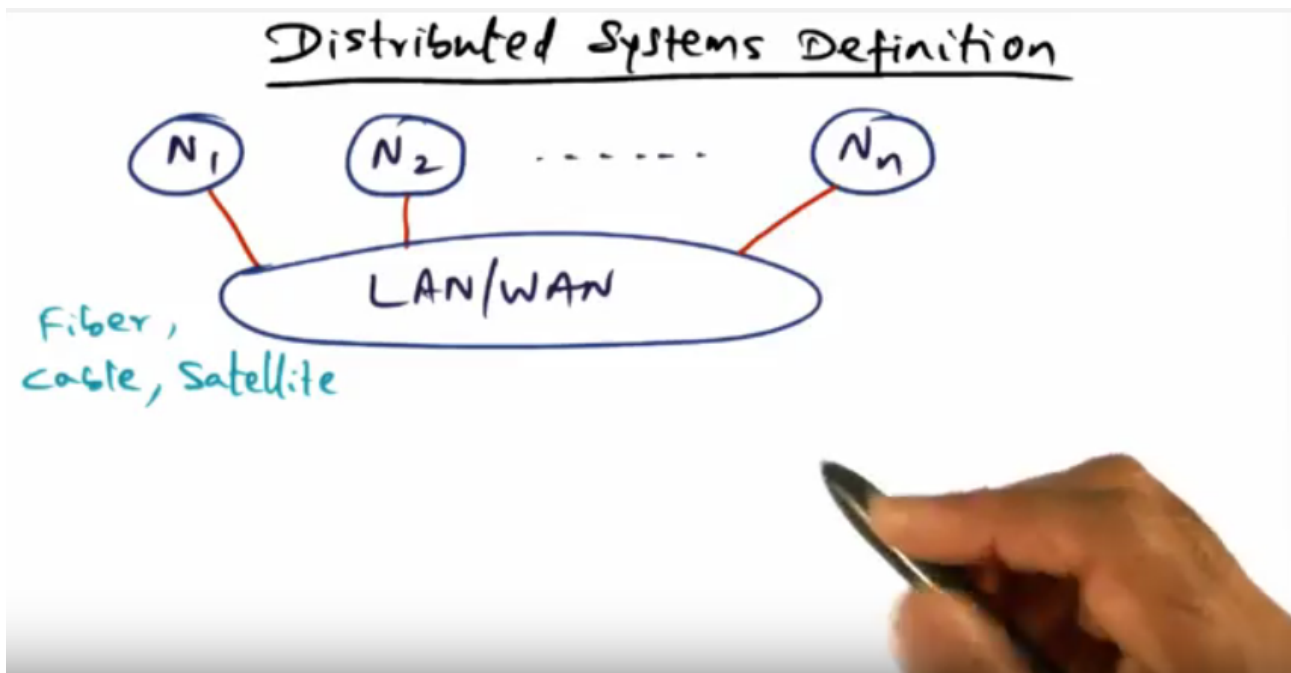 Distributed Systems Definition
N1 N2 ....... Nn
LAN/WAN
Fiber,
cable, Satellite